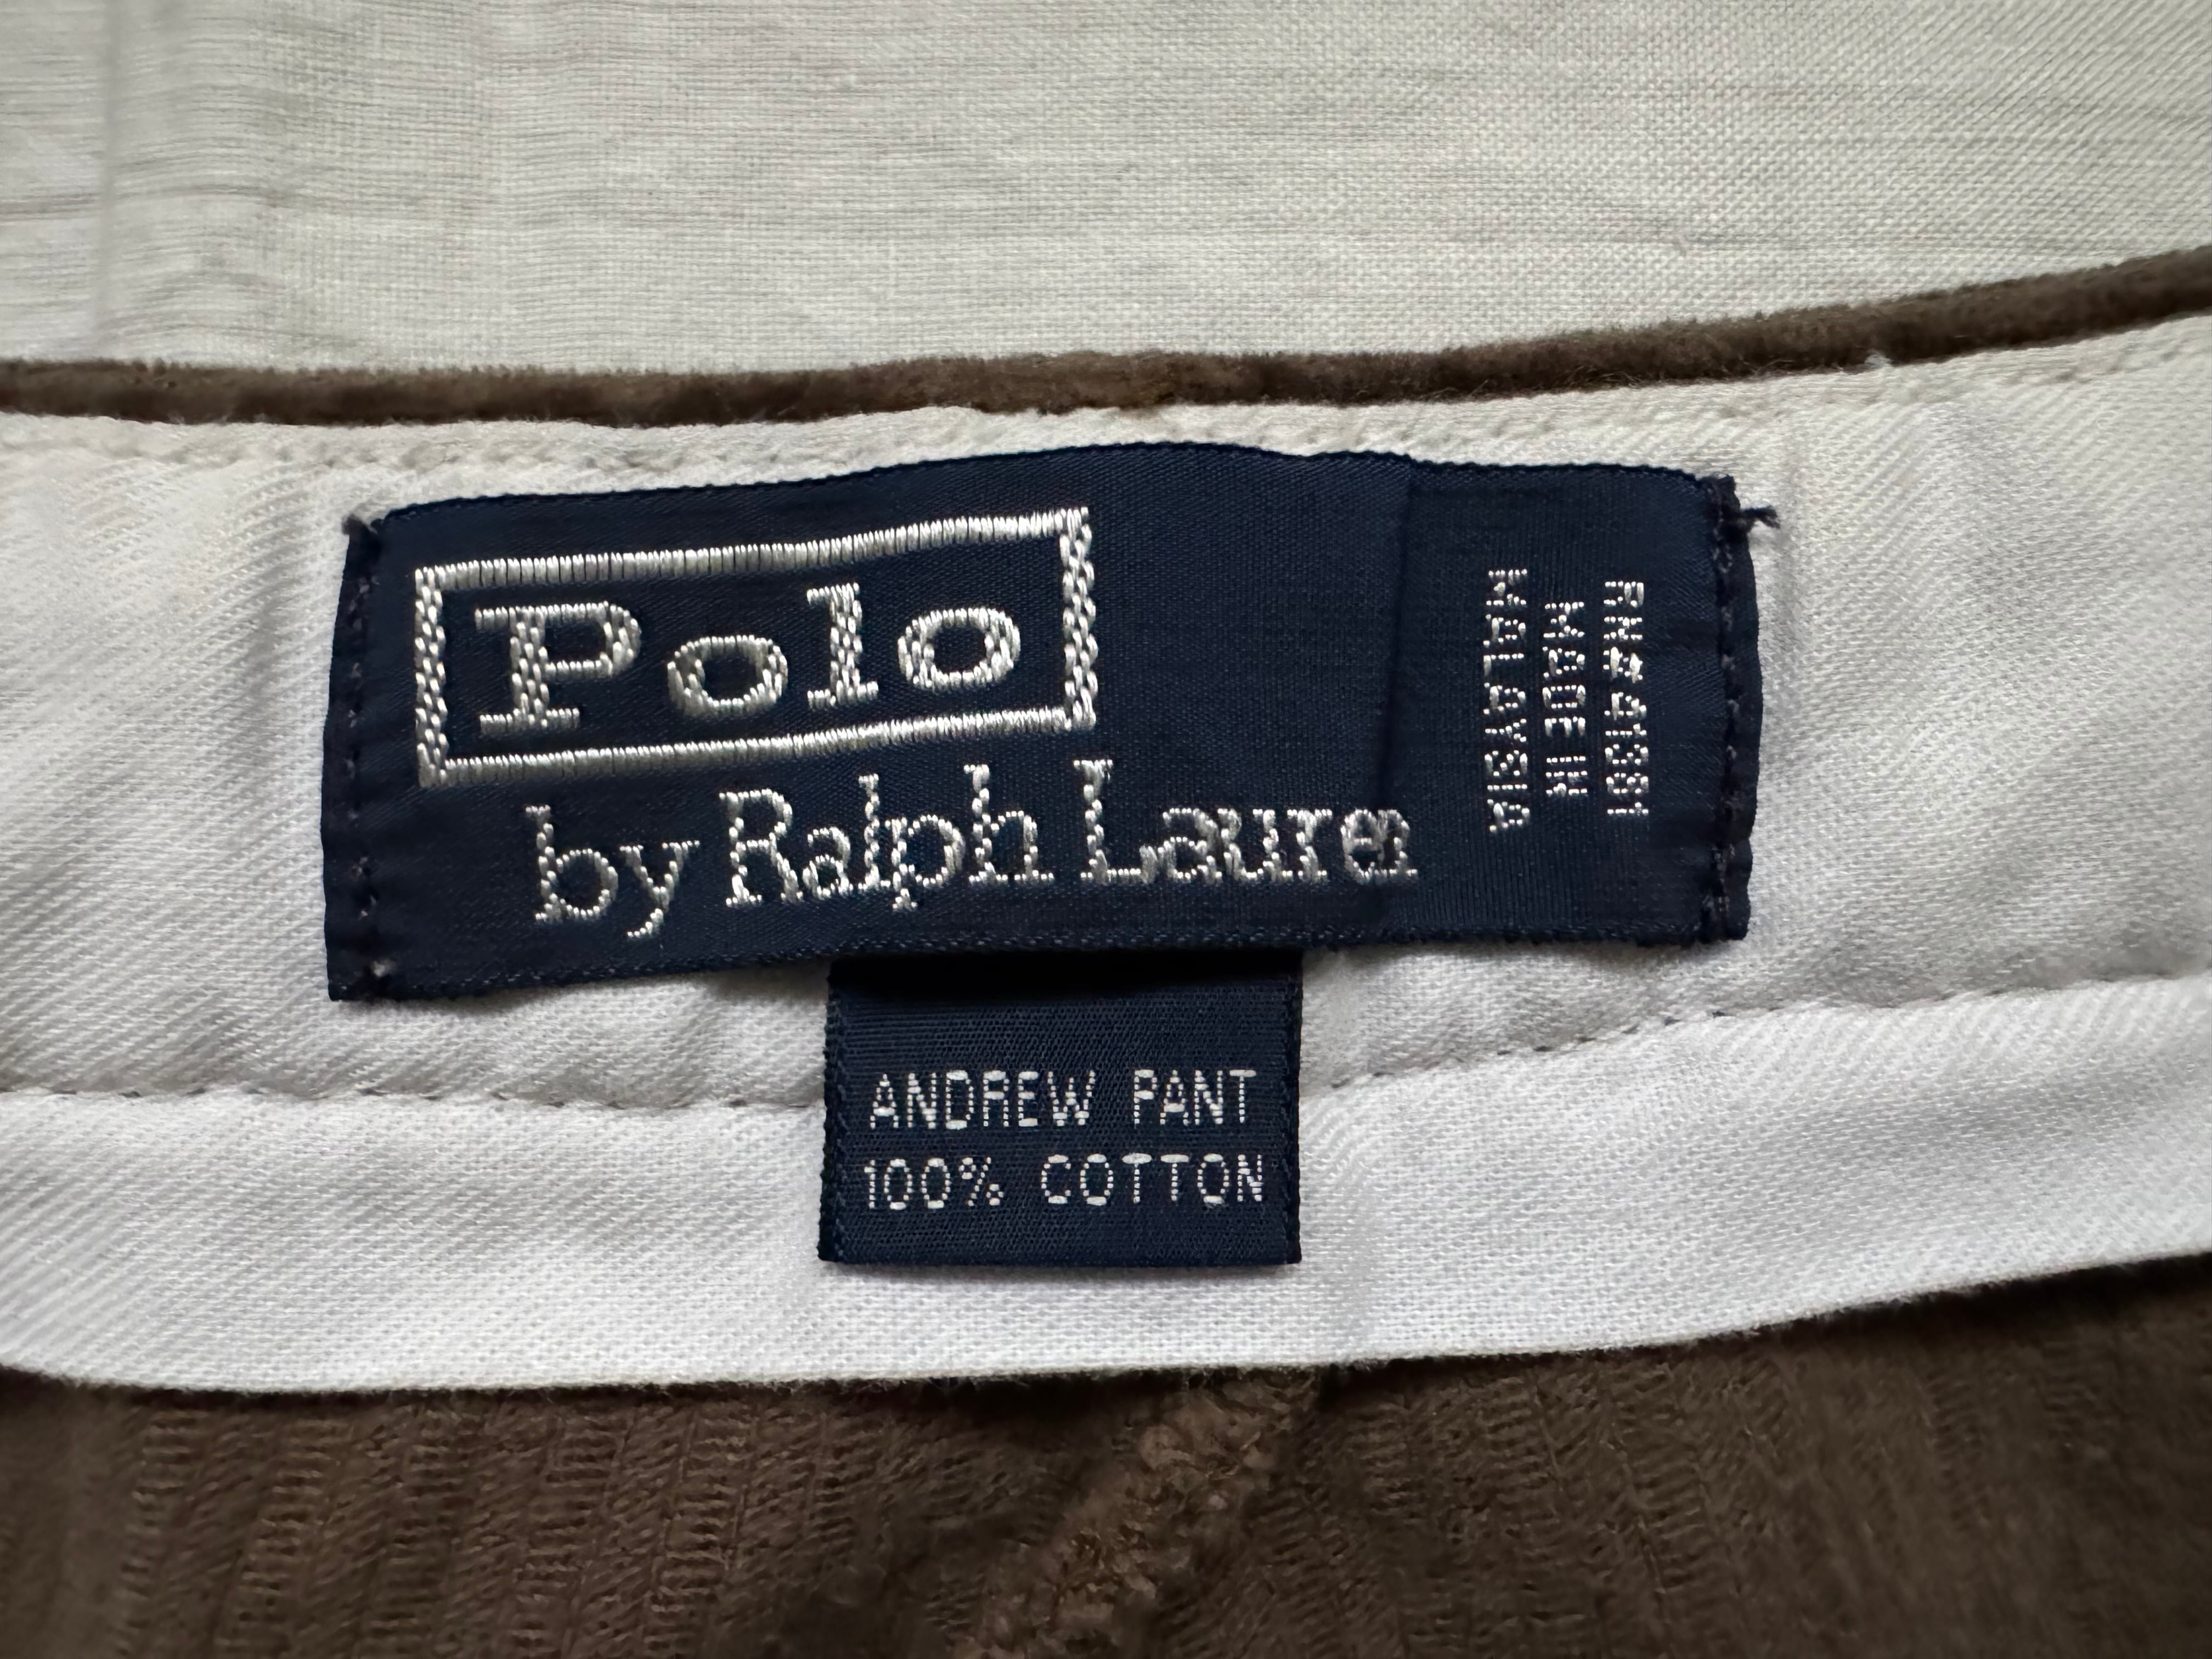 Polo
by Ralph Lauren
RN#41381
MADE IN
MALAYSIA
ANDREW PANT
100% COTTON